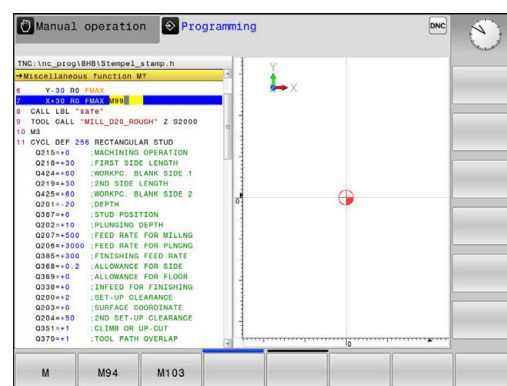 Manual operation
Programming
DNC
TNC:\nc_prog\BHB\Stempel_stamp.h
→Miscellaneous function M?
6 Y-30 R0 FMAX
7 X+30 R0 FMAX M99
8 CALL LBL "safe"
9 TOOL CALL "MILL_D20_ROUGH" Z S2000
10 M3
11 CYCL DEF 256 RECTANGULAR STUD
Q215=+0 ;MACHINING OPERATION
Q218=+30 ;FIRST SIDE LENGTH
Q424=+60 ;WORKPC. BLANK SIDE 1
Q219=+30 ;2ND SIDE LENGTH
Q425=+60 ;WORKPC. BLANK SIDE 2
Q201=-20 ;DEPTH
Q367=+0 ;STUD POSITION
Q202=+10 ;PLUNGING DEPTH
Q207=+500 ;FEED RATE FOR MILLNG
Q206=+3000 ;FEED RATE FOR PLNGNG
Q385=+300 ;FINISHING FEED RATE
Q368=+0.2 ;ALLOWANCE FOR SIDE
Q369=+0 ;ALLOWANCE FOR FLOOR
Q338=+0 ;INFEED FOR FINISHING
Q200=+2 ;SET-UP CLEARANCE
Q203=+0 ;SURFACE COORDINATE
Q204=+50 ;2ND SET-UP CLEARANCE
Q351=+1 ;CLIMB OR UP-CUT
Q370=+1 ;TOOL PATH OVERLAP
Y
X
0
0
M
M94
M103